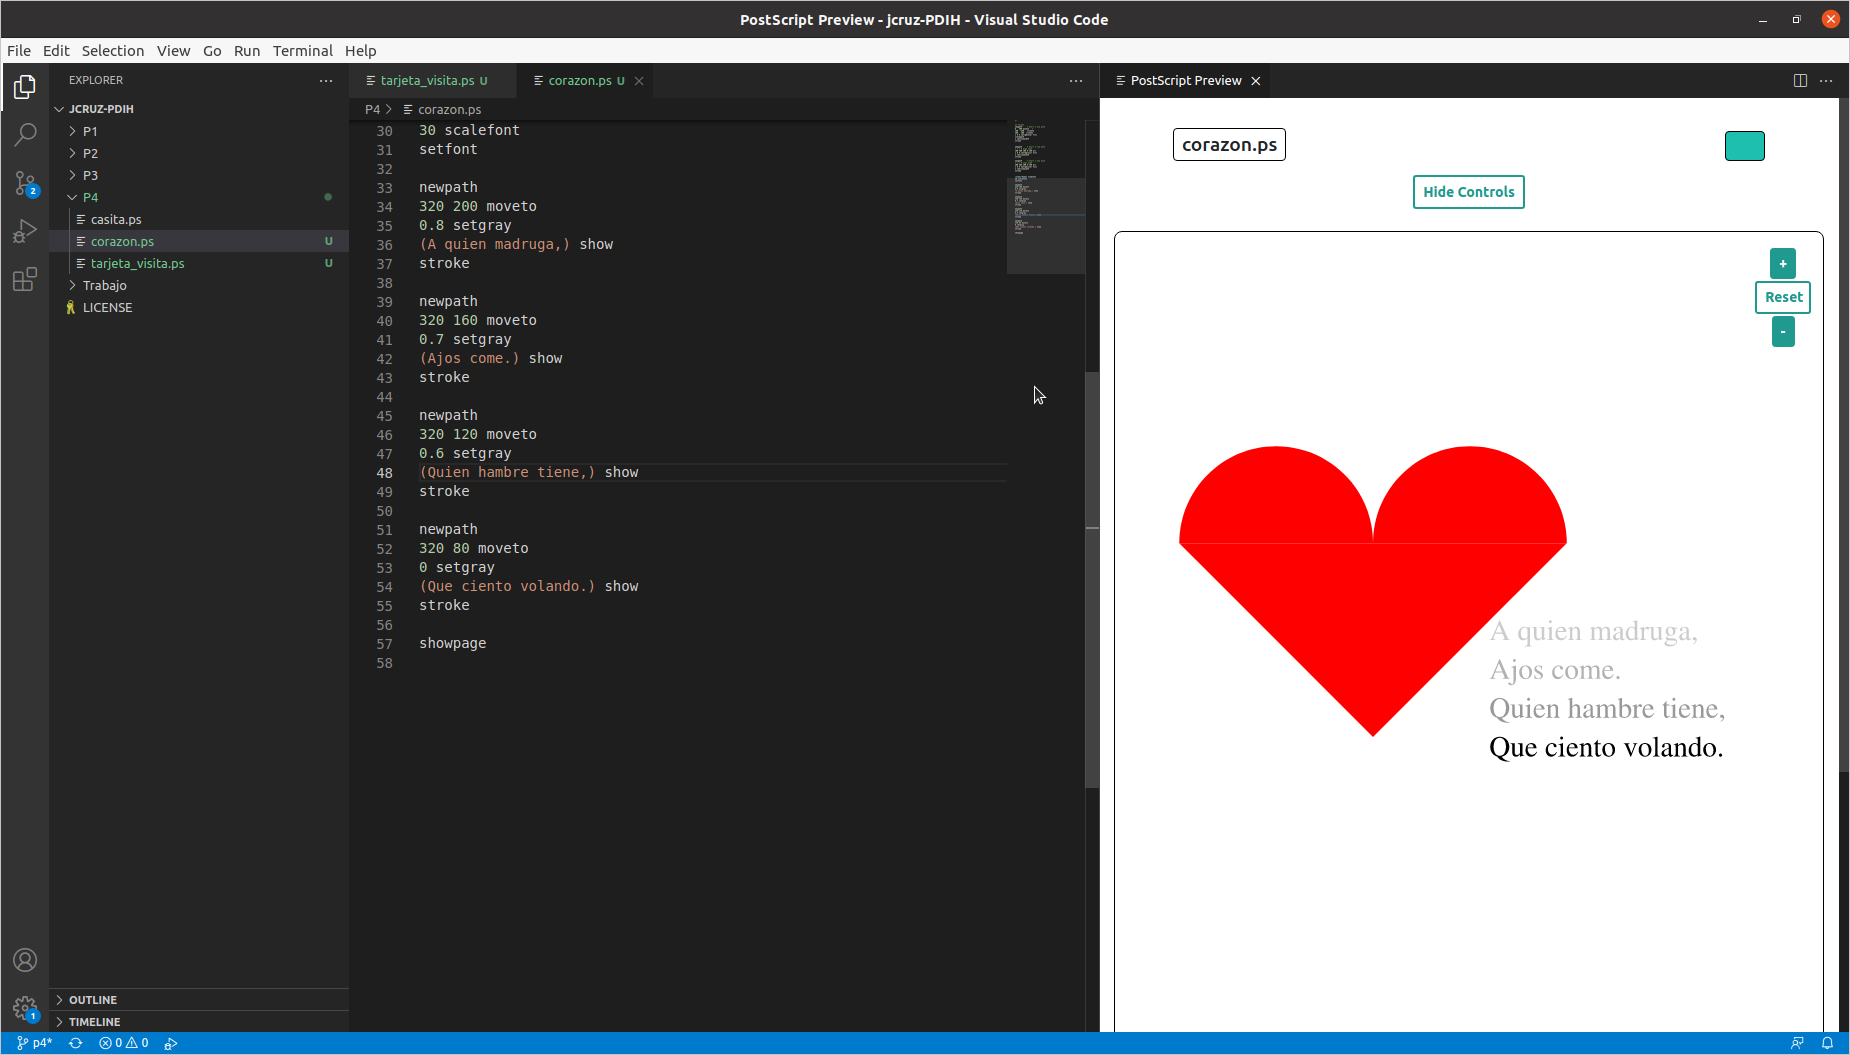 PostScript Preview - jcruz-PDIH - Visual Studio Code
File Edit Selection View Go Run Terminal Help
EXPLORER
JCRUZ-PDIH
P1
P2
P3
P4
casita.ps
corazon.ps U
tarjeta_visita.ps U
Trabajo
LICENSE
OUTLINE
TIMELINE
2
1
tarjeta_visita.ps U
corazon.ps U
P4 > corazon.ps
30 30 scalefont
31 setfont
32
33 newpath
34 320 200 moveto
35 0.8 setgray
36 (A quien madruga,) show
37 stroke
38
39 newpath
40 320 160 moveto
41 0.7 setgray
42 (Ajos come.) show
43 stroke
44
45 newpath
46 320 120 moveto
47 0.6 setgray
48 (Quien hambre tiene,) show
49 stroke
50
51 newpath
52 320 80 moveto
53 0 setgray
54 (Que ciento volando.) show
55 stroke
56
57 showpage
58
PostScript Preview
corazon.ps
Hide Controls
+
Reset
-
A quien madruga,
Ajos come.
Quien hambre tiene,
Que ciento volando.
p4* 0 0